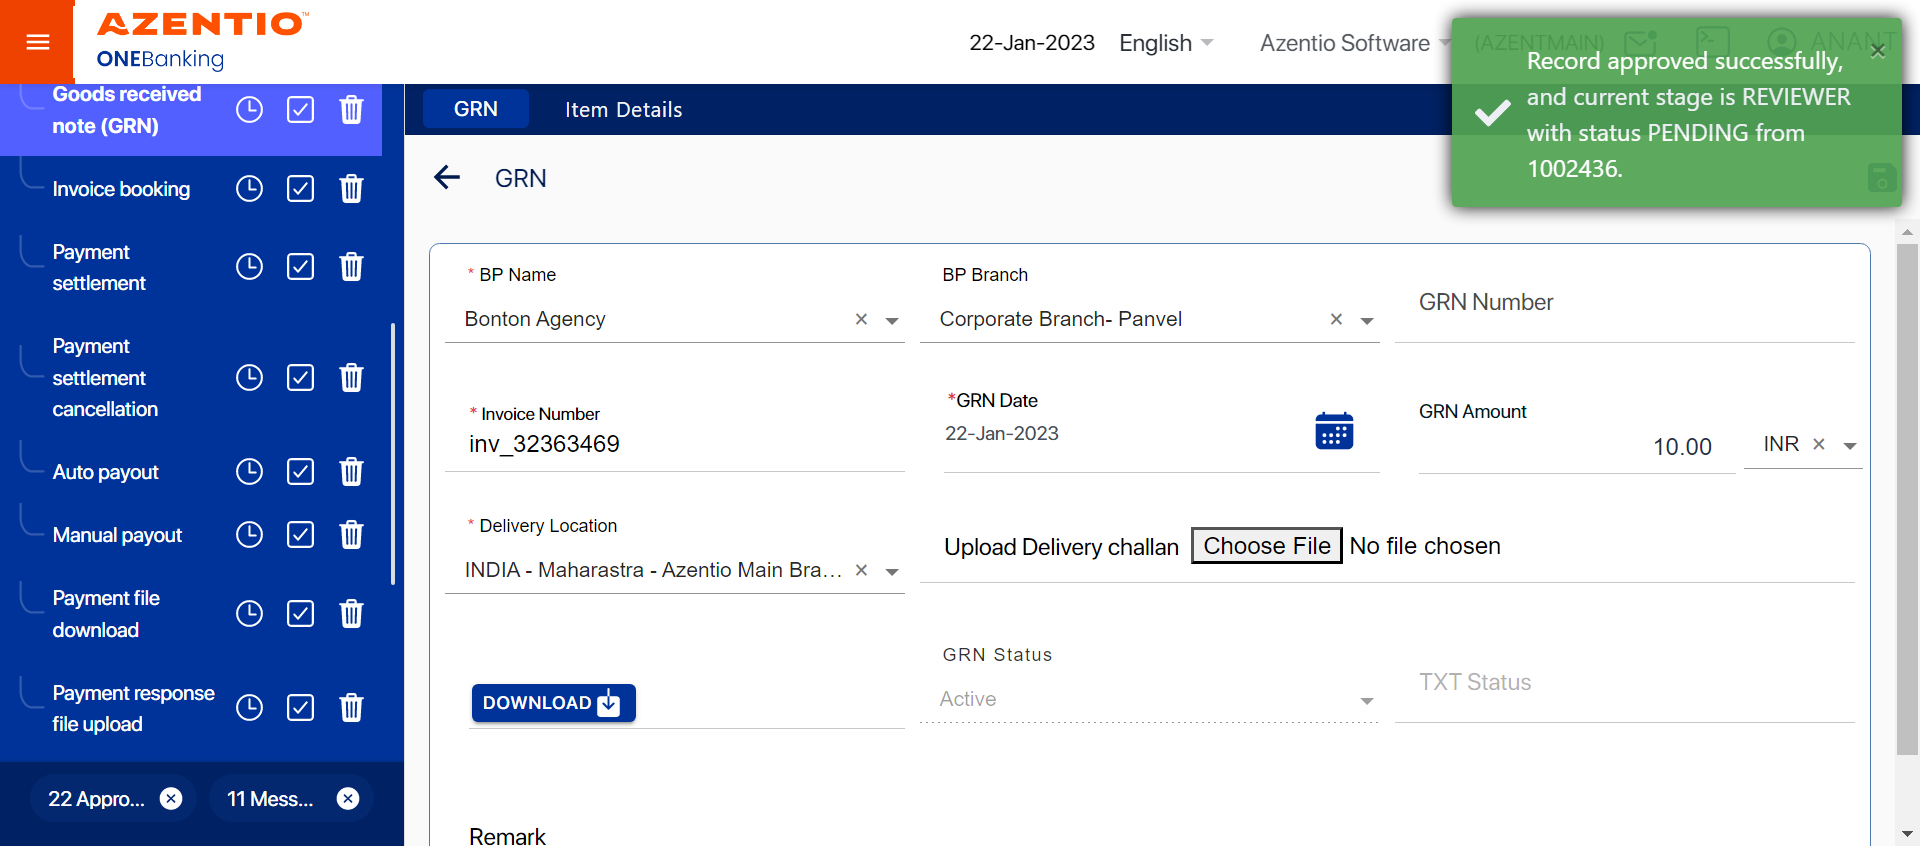 AZENTIO™
ONEBanking
22-Jan-2023
English
Azentio Software
(AZENTMAIN)
ANANT
Record approved successfully,
and current stage is REVIEWER
with status PENDING from
1002436.
Goods received
note (GRN)
Invoice booking
Payment
settlement
Payment
settlement
cancellation
Auto payout
Manual payout
Payment file
download
Payment response
file upload
22 Appro...
11 Mess...
GRN
Item Details
GRN
* BP Name
Bonton Agency
BP Branch
Corporate Branch- Panvel
GRN Number
* Invoice Number
inv_32363469
*GRN Date
22-Jan-2023
GRN Amount
10.00
INR
* Delivery Location
INDIA - Maharastra - Azentio Main Bra...
Upload Delivery challan
Choose File No file chosen
DOWNLOAD
GRN Status
Active
TXT Status
Remark